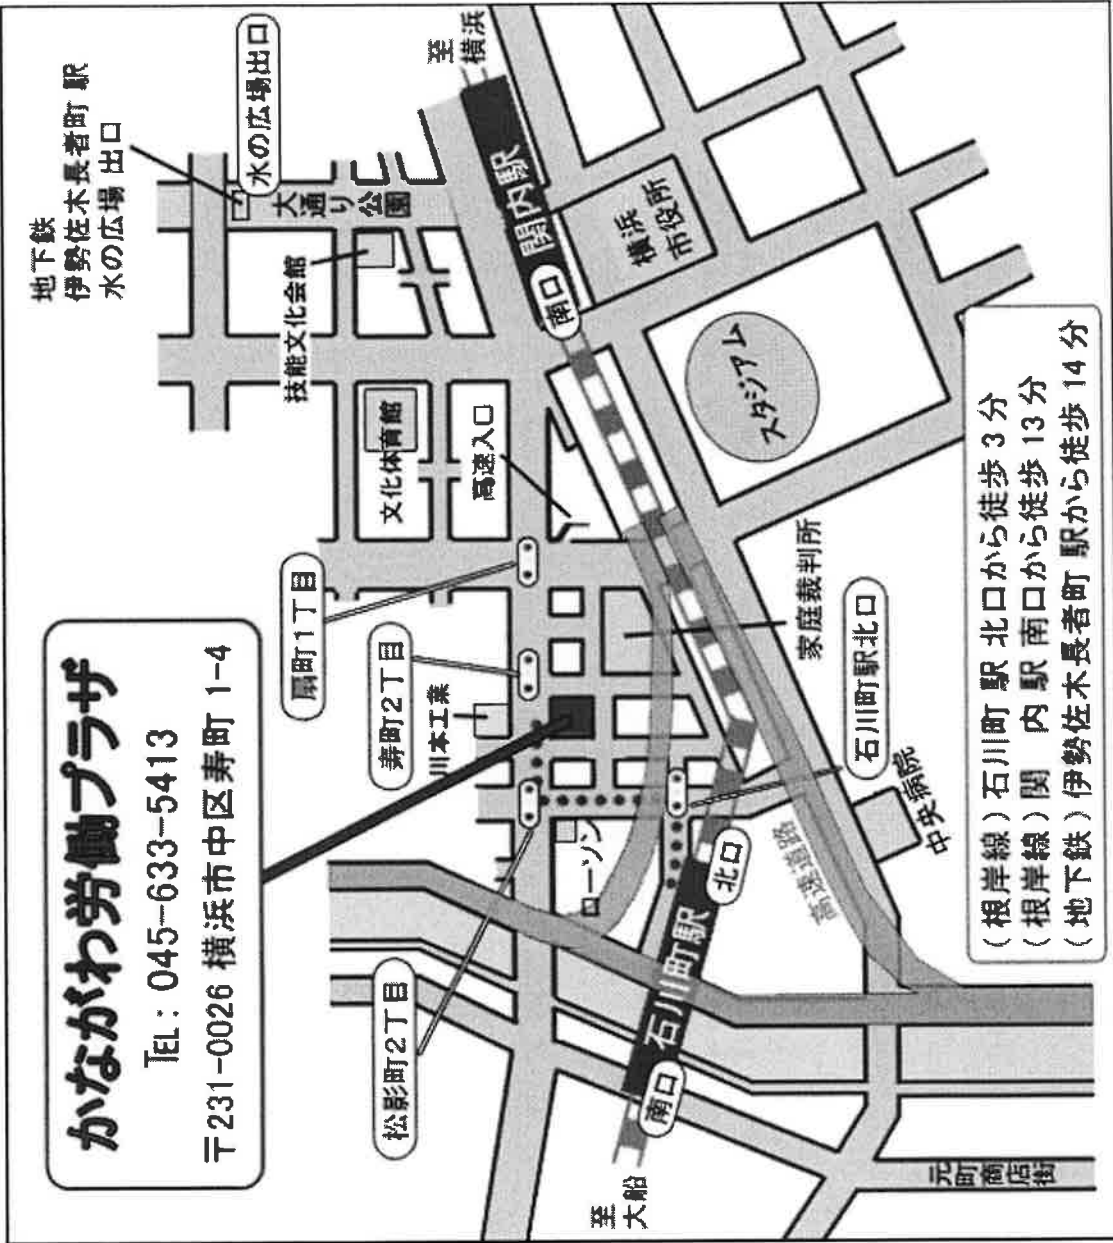 かながわ労働プラザ
TEL: 045-633-5413
〒231-0026 横浜市中区寿町 1-4
地下鉄
伊勢佐木長者町 駅
水の広場 出口
水の広場出口
大通り公園
技能文化会館
文化体育館
高速入口
扇町1丁目
寿町2丁目
川本工業
松影町2丁目
ローソン
至
横浜
関内駅
南口
横浜
市役所
スタジアム
家庭裁判所
石川町駅北口
中央病院
高速道路
北口
石川町駅
南口
至
大船
元町商店街
(根岸線)石川町 駅 北口から徒歩 3 分
(根岸線)関 内 駅 南口から徒歩 13 分
(地下鉄)伊勢佐木長者町 駅から徒歩 14 分